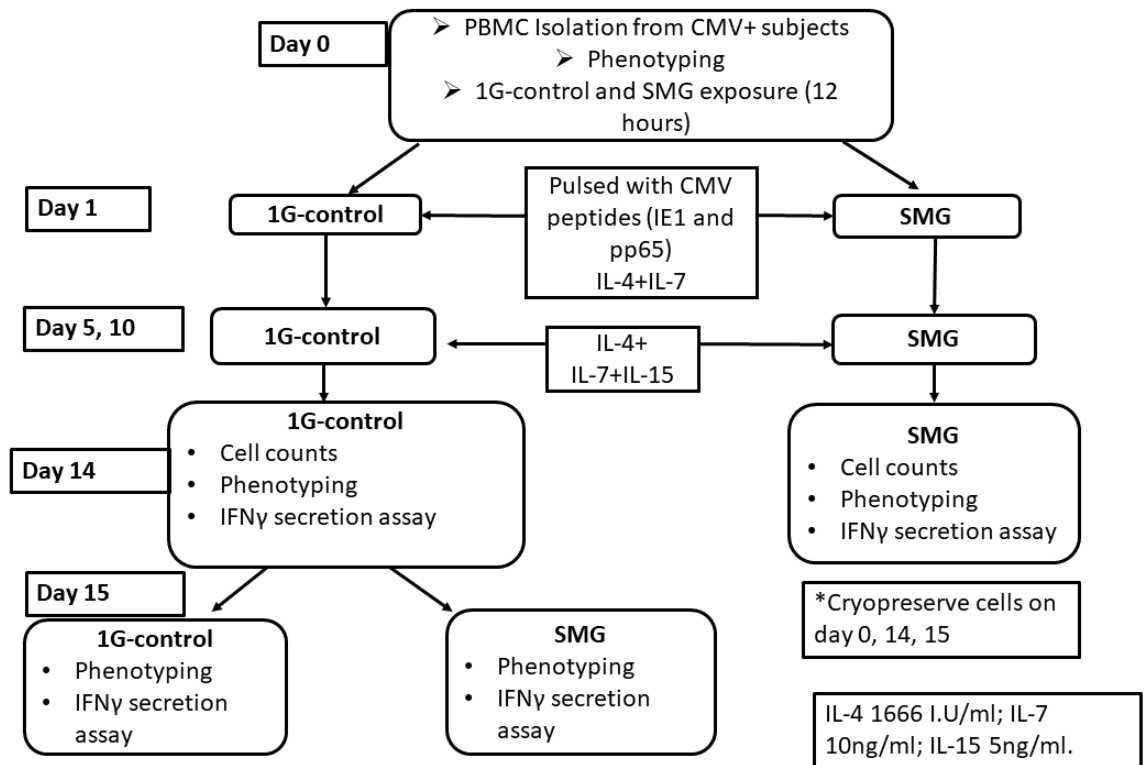 Day 0
➢ PBMC Isolation from CMV+ subjects
➢ Phenotyping
➢ 1G-control and SMG exposure (12
hours)
Day 1
1G-control
Pulsed with CMV
peptides (IE1 and
pp65)
IL-4+IL-7
SMG
Day 5, 10
1G-control
IL-4+
IL-7+IL-15
SMG
Day 14
1G-control
• Cell counts
• Phenotyping
• IFNγ secretion assay
SMG
• Cell counts
• Phenotyping
• IFNγ secretion assay
Day 15
1G-control
• Phenotyping
• IFNγ secretion
assay
SMG
• Phenotyping
• IFNγ secretion
assay
*Cryopreserve cells on
day 0, 14, 15
IL-4 1666 I.U/ml; IL-7
10ng/ml; IL-15 5ng/ml.